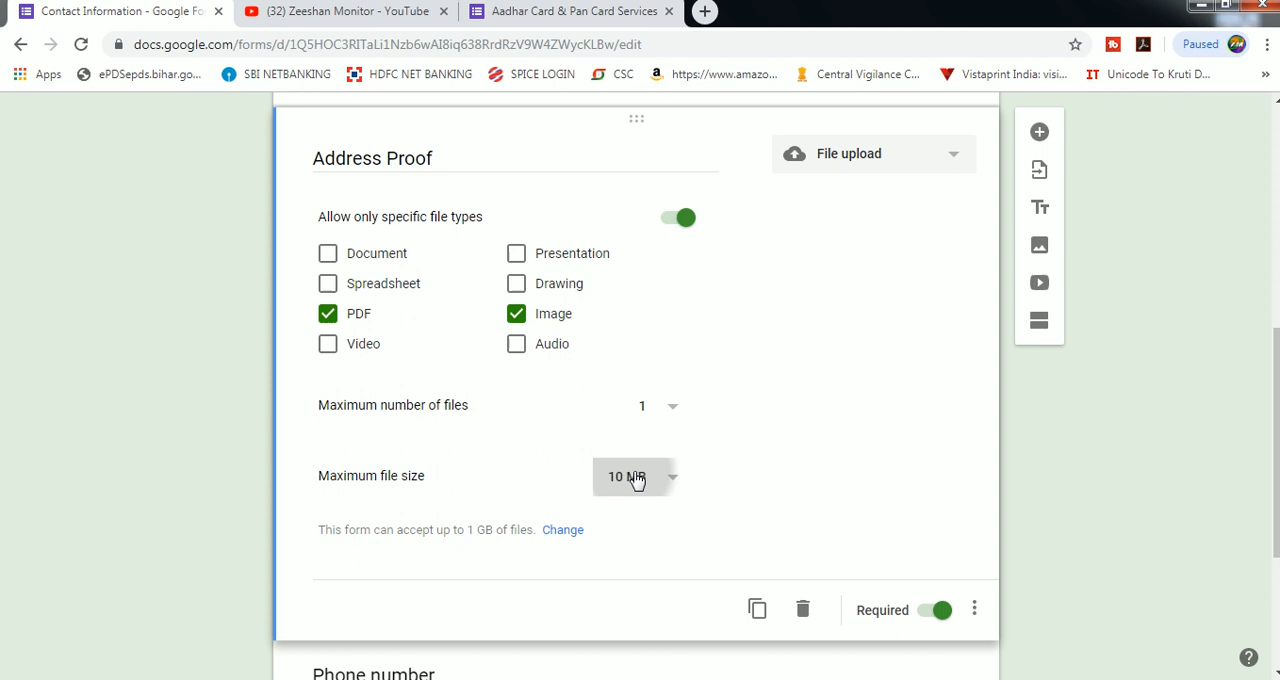 Contact Information - Google Fo
(32) Zeeshan Monitor - YouTube
Aadhar Card & Pan Card Services
docs.google.com/forms/d/1Q5HOC3RITaLi1Nzb6wAI8iq638RrdRzV9W4ZWycKLBw/edit
Paused
Apps
ePDSepds.bihar.go...
SBI NETBANKING
HDFC NET BANKING
SPICE LOGIN
CSC
https://www.amazo...
Central Vigilance C...
Vistaprint India: visi...
IT Unicode To Kruti D...
»
Address Proof
File upload
Allow only specific file types
Document
Presentation
Spreadsheet
Drawing
PDF
Image
Video
Audio
Maximum number of files
1
Maximum file size
10 MB
This form can accept up to 1 GB of files. Change
Required
Phone number